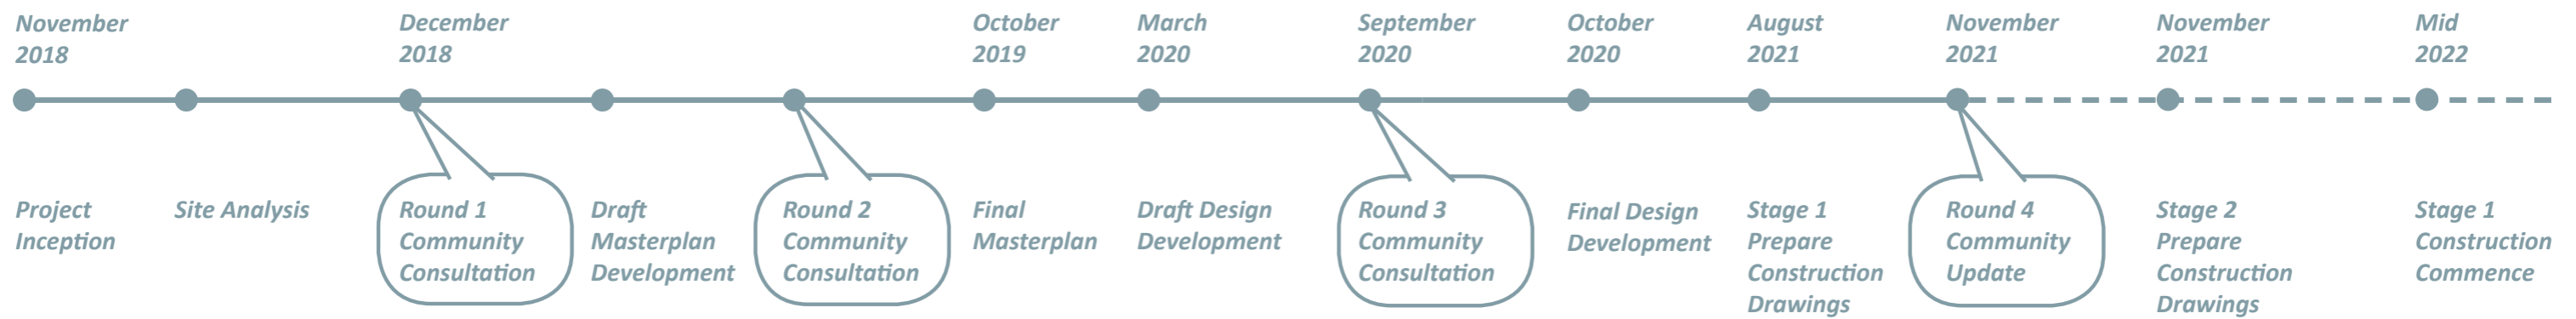 November
2018
December
2018
October
2019
March
2020
September
2020
October
2020
August
2021
November
2021
November
2021
Mid
2022
Project
Inception
Site Analysis
Round 1
Community
Consultation
Draft
Masterplan
Development
Round 2
Community
Consultation
Final
Masterplan
Draft Design
Development
Round 3
Community
Consultation
Final Design
Development
Stage 1
Prepare
Construction
Drawings
Round 4
Community
Update
Stage 2
Prepare
Construction
Drawings
Stage 1
Construction
Commence